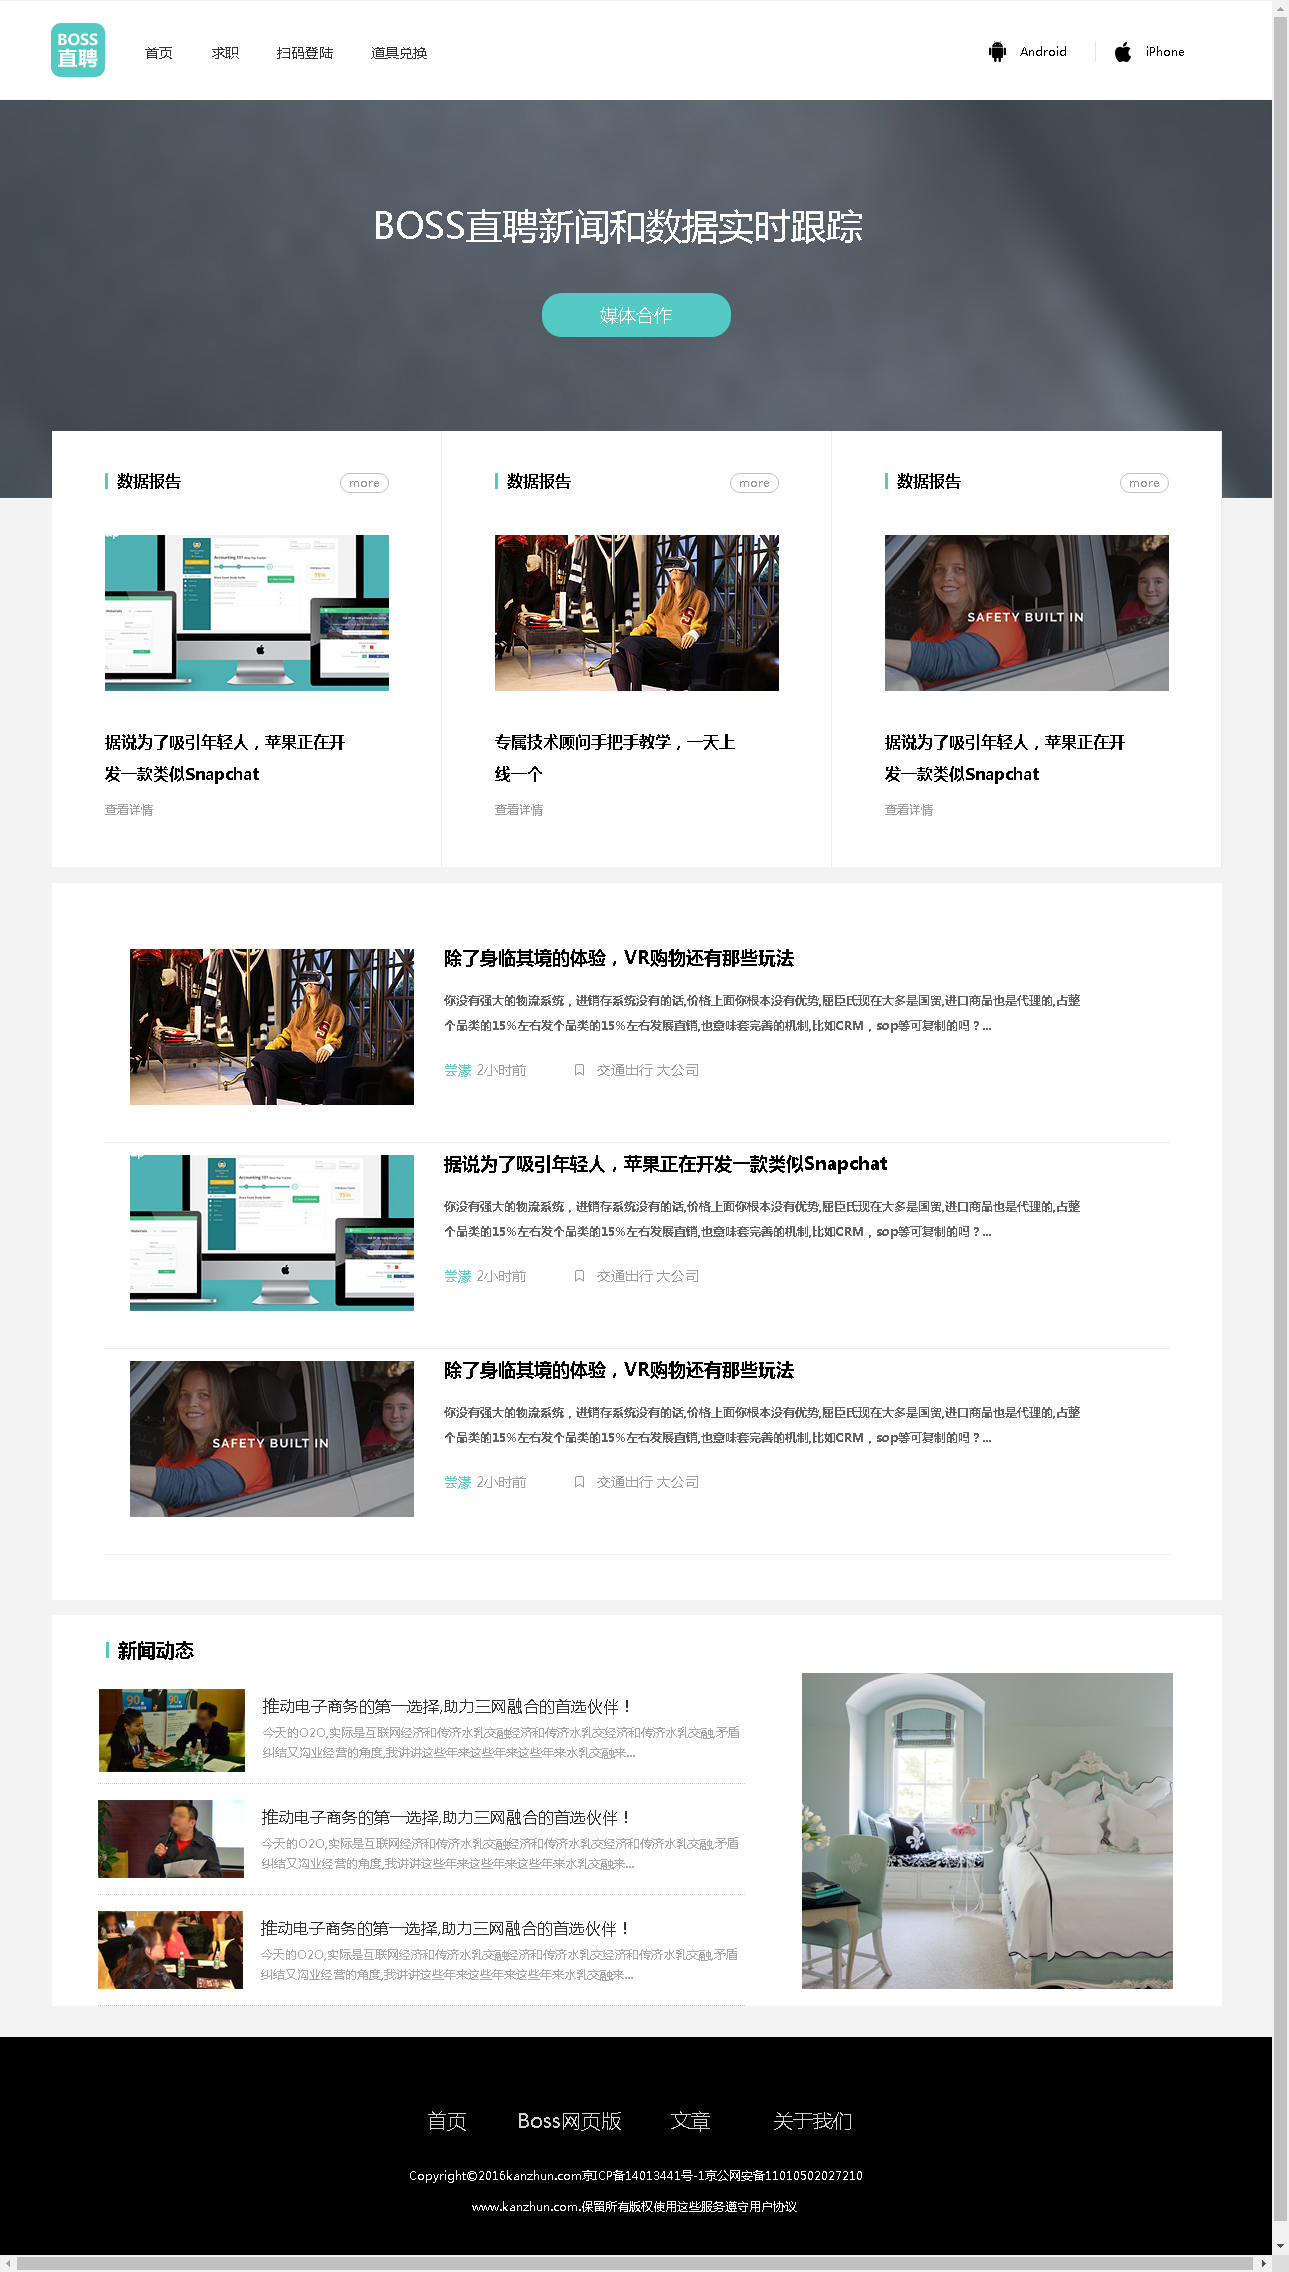 BOSS
直聘
首页 求职 扫码登陆 道具兑换 Android iPhone
BOSS直聘新闻和数据实时跟踪
媒体合作
数据报告 more
SAFETY BUILT IN
据说为了吸引年轻人，苹果正在开
发一款类似Snapchat
查看详情
数据报告 more
专属技术顾问手把手教学，一天上
线一个
查看详情
数据报告 more
据说为了吸引年轻人，苹果正在开
发一款类似Snapchat
查看详情
除了身临其境的体验，VR购物还有那些玩法
你没有强大的物流系统，进销存系统没有的话,价格上面你根本没有优势,屈臣氏现在大多是国货,进口商品也是代理的,占整
个品类的15%左右发个品类的15%左右发展直销,也意味套完善的机制,比如CRM，sop等可复制的吗？...
2小时前 交通出行 大公司
据说为了吸引年轻人，苹果正在开发一款类似Snapchat
你没有强大的物流系统，进销存系统没有的话,价格上面你根本没有优势,屈臣氏现在大多是国货,进口商品也是代理的,占整
个品类的15%左右发个品类的15%左右发展直销,也意味套完善的机制,比如CRM，sop等可复制的吗？...
2小时前 交通出行 大公司
SAFETY BUILT IN
除了身临其境的体验，VR购物还有那些玩法
你没有强大的物流系统，进销存系统没有的话,价格上面你根本没有优势,屈臣氏现在大多是国货,进口商品也是代理的,占整
个品类的15%左右发个品类的15%左右发展直销,也意味套完善的机制,比如CRM，sop等可复制的吗？...
2小时前 交通出行 大公司
新闻动态
推动电子商务的第一选择,助力三网融合的首选伙伴！
今天的O2O,实际是互联网经济和传济水乳交融经济和传济水乳交经济和传济水乳交融,矛盾
纠结又沟业经营的角度,我讲讲这些年来这些年来这些年来水乳交融来...
推动电子商务的第一选择,助力三网融合的首选伙伴！
今天的O2O,实际是互联网经济和传济水乳交融经济和传济水乳交经济和传济水乳交融,矛盾
纠结又沟业经营的角度,我讲讲这些年来这些年来这些年来水乳交融来...
推动电子商务的第一选择,助力三网融合的首选伙伴！
今天的O2O,实际是互联网经济和传济水乳交融经济和传济水乳交经济和传济水乳交融,矛盾
纠结又沟业经营的角度,我讲讲这些年来这些年来这些年来水乳交融来...
首页 Boss网页版 文章 关于我们
Copyright©2016kanzhun.com京ICP备14013441号-1京公网安备11010502027210
www.kanzhun.com.保留所有版权使用这些服务遵守用户协议